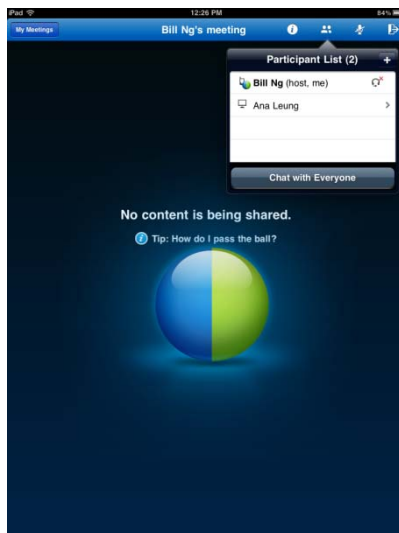 iPad 12:26 PM 84%
My Meetings Bill Ng's meeting i
Participant List (2) +
Bill Ng (host, me)
Ana Leung >
Chat with Everyone
No content is being shared.
i Tip: How do I pass the ball?